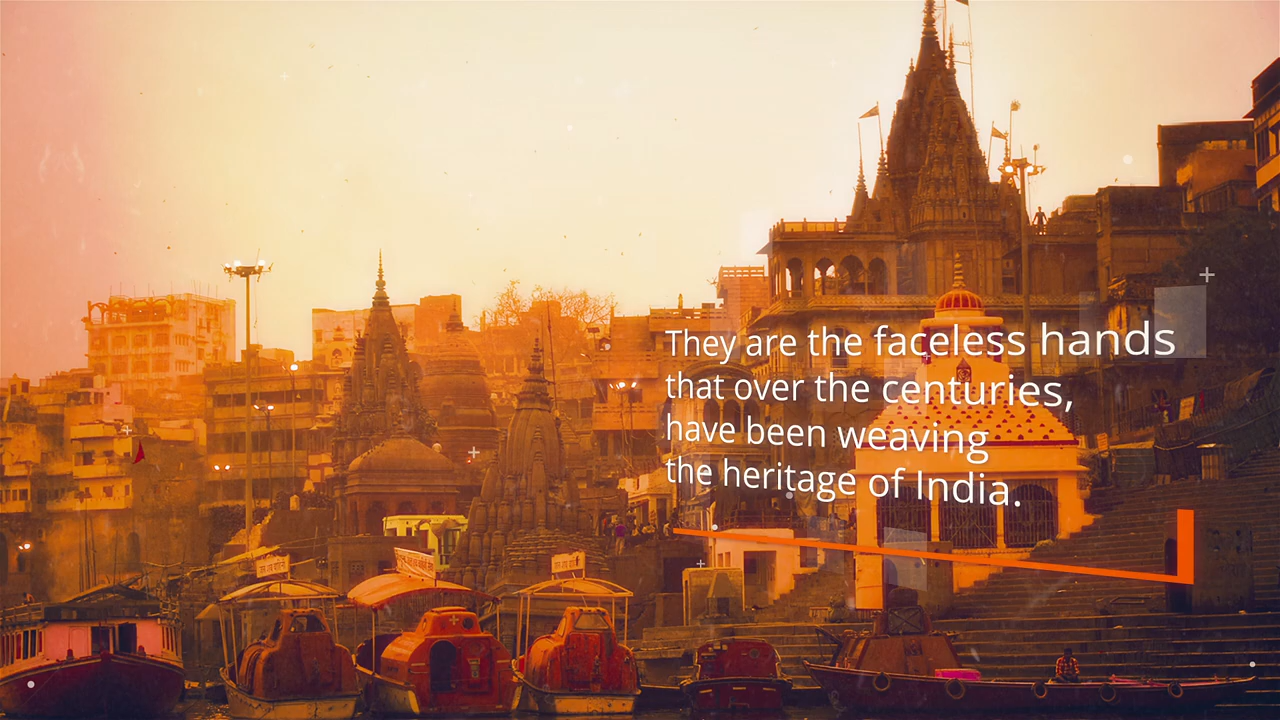 They are the faceless hands
that over the centuries,
have been weaving
the heritage of India.